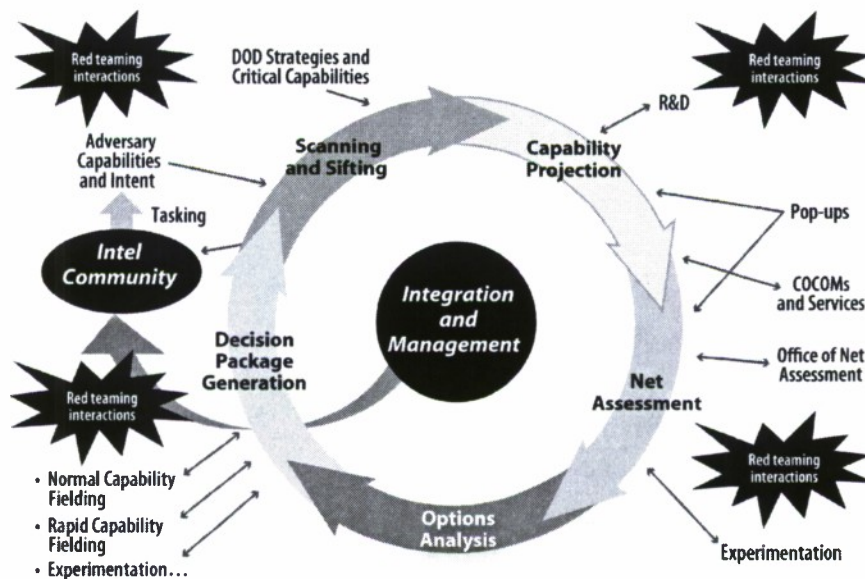 Red teaming
interactions
DOD Strategies and
Critical Capabilities
Red teaming
interactions
R&D
Scanning
and Sifting
Capability
Projection
Adversary
Capabilities
and Intent
Tasking
Pop-ups
Intel
Community
Integration
and
Management
COCOMs
and Services
Decision
Package
Generation
Office of Net
Assessment
Net
Assessment
Red teaming
interactions
Red teaming
interactions
• Normal Capability
Fielding
• Rapid Capability
Fielding
• Experimentation...
Options
Analysis
Experimentation